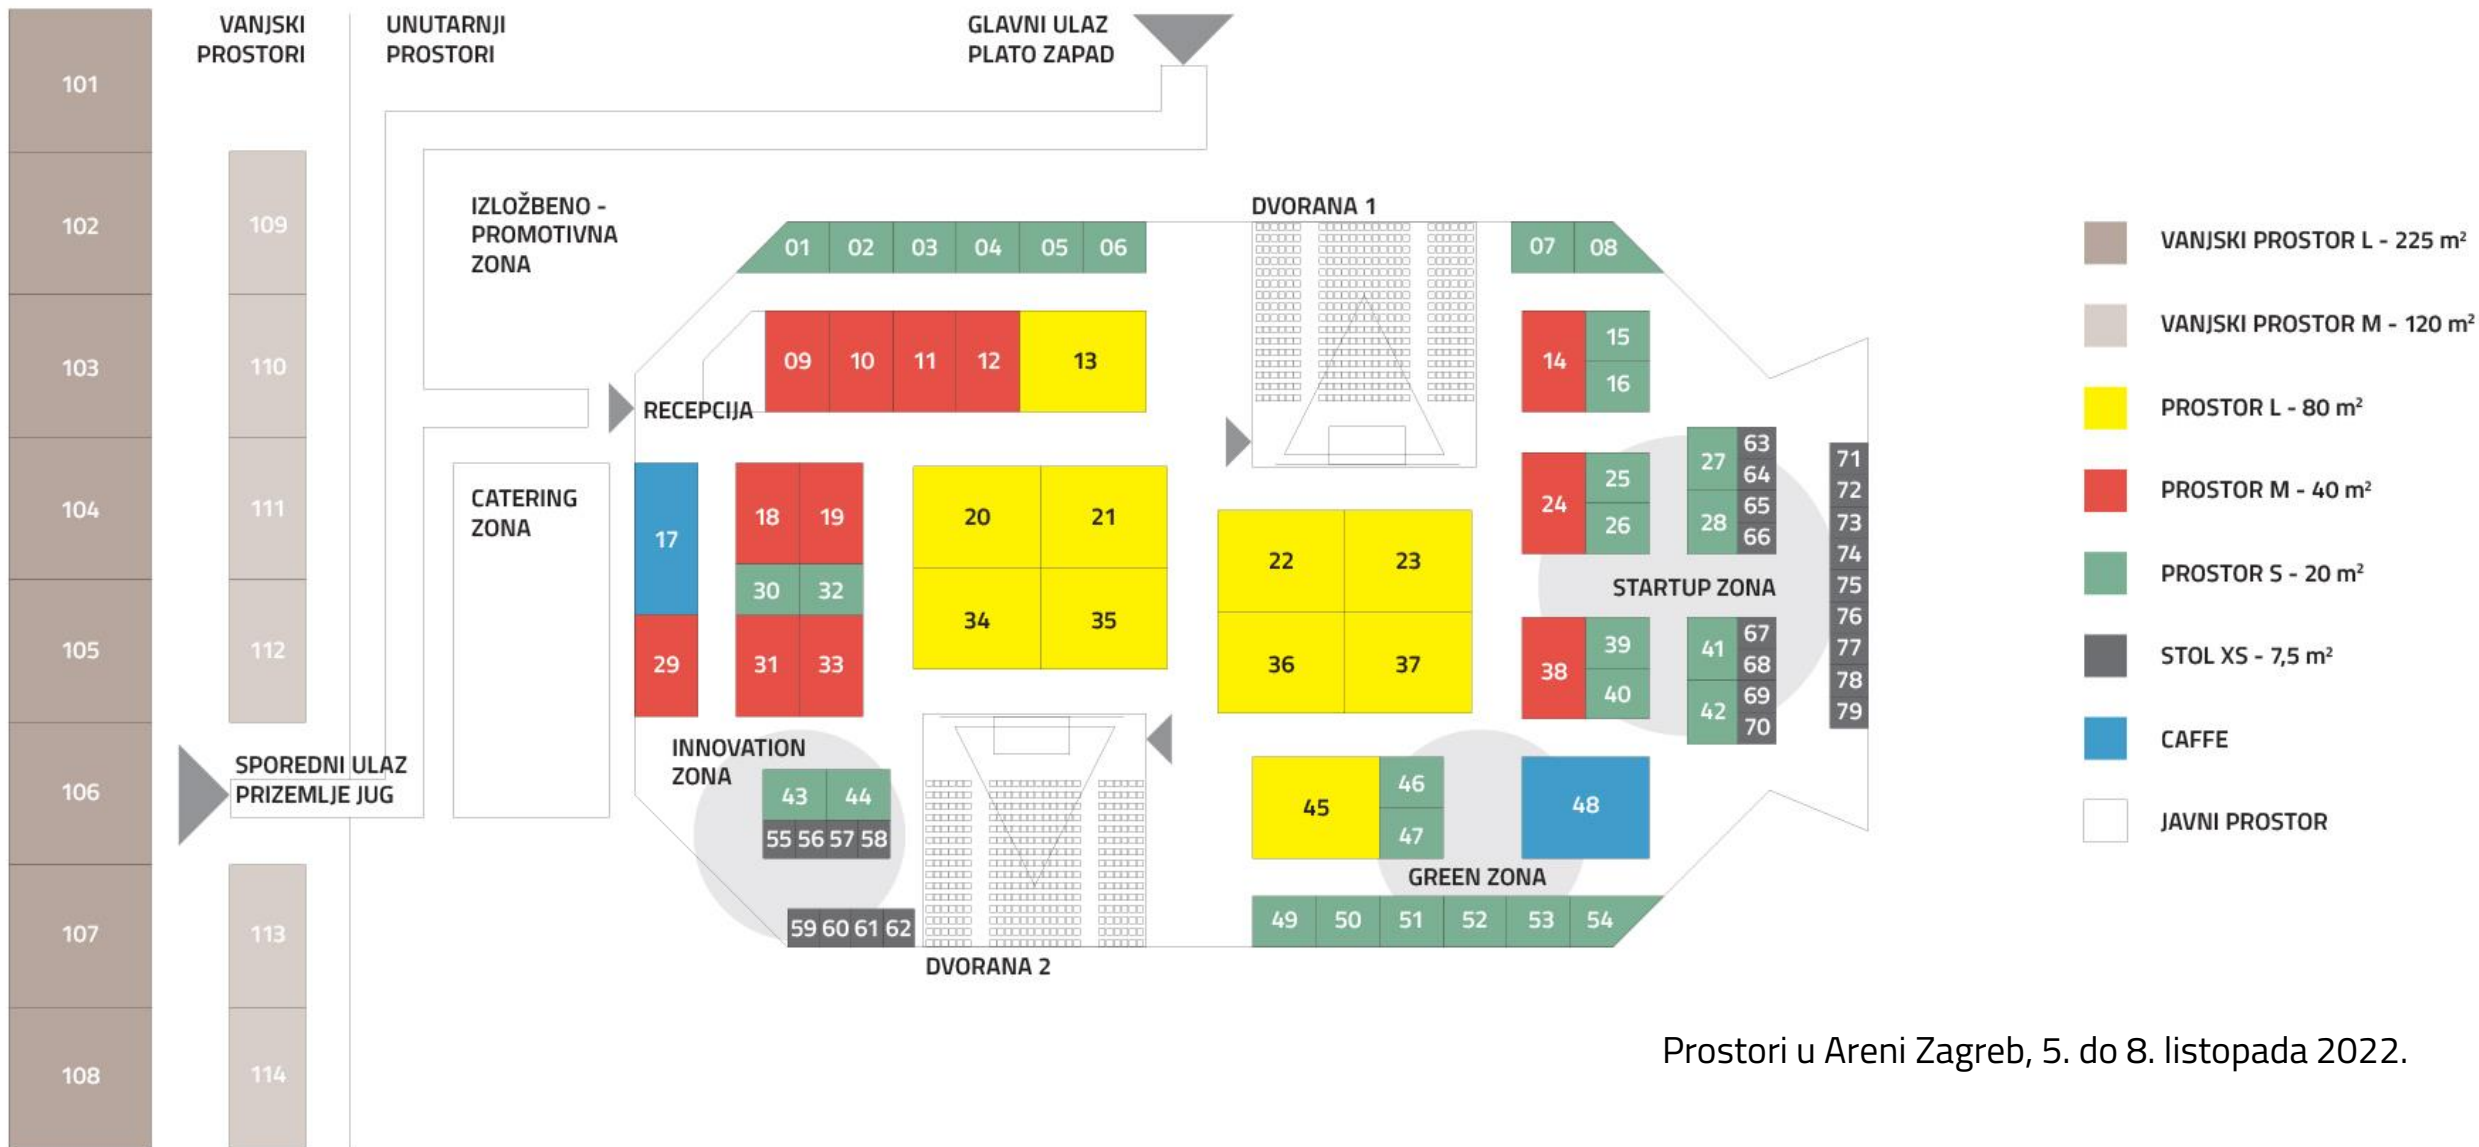 VANJSKI
PROSTORI
UNUTARNJI
PROSTORI
GLAVNI ULAZ
PLATO ZAPAD
101
102
103
104
105
106
107
108
109
110
111
112
113
114
SPOREDNI ULAZ
PRIZEMLJE JUG
IZLOŽBENO -
PROMOTIVNA
ZONA
CATERING
ZONA
RECEPCIJA
DVORANA 1
01 02 03 04 05 06
07 08
09 10 11 12 13
14 15
16
17
18 19
20 21
22 23
24 25
26
27 28
63
64
65
66
71
72
73
74
75
76
77
78
79
STARTUP ZONA
29
30 32
31 33
34 35
36 37
38 39
40
41 42
67
68
69
70
INNOVATION
ZONA
43 44
55 56 57 58
59 60 61 62
DVORANA 2
45 46
47
48
GREEN ZONA
49 50 51 52 53 54
VANJSKI PROSTOR L - 225 m²
VANJSKI PROSTOR M - 120 m²
PROSTOR L - 80 m²
PROSTOR M - 40 m²
PROSTOR S - 20 m²
STOL XS - 7,5 m²
CAFFE
JAVNI PROSTOR
Prostori u Areni Zagreb, 5. do 8. listopada 2022.